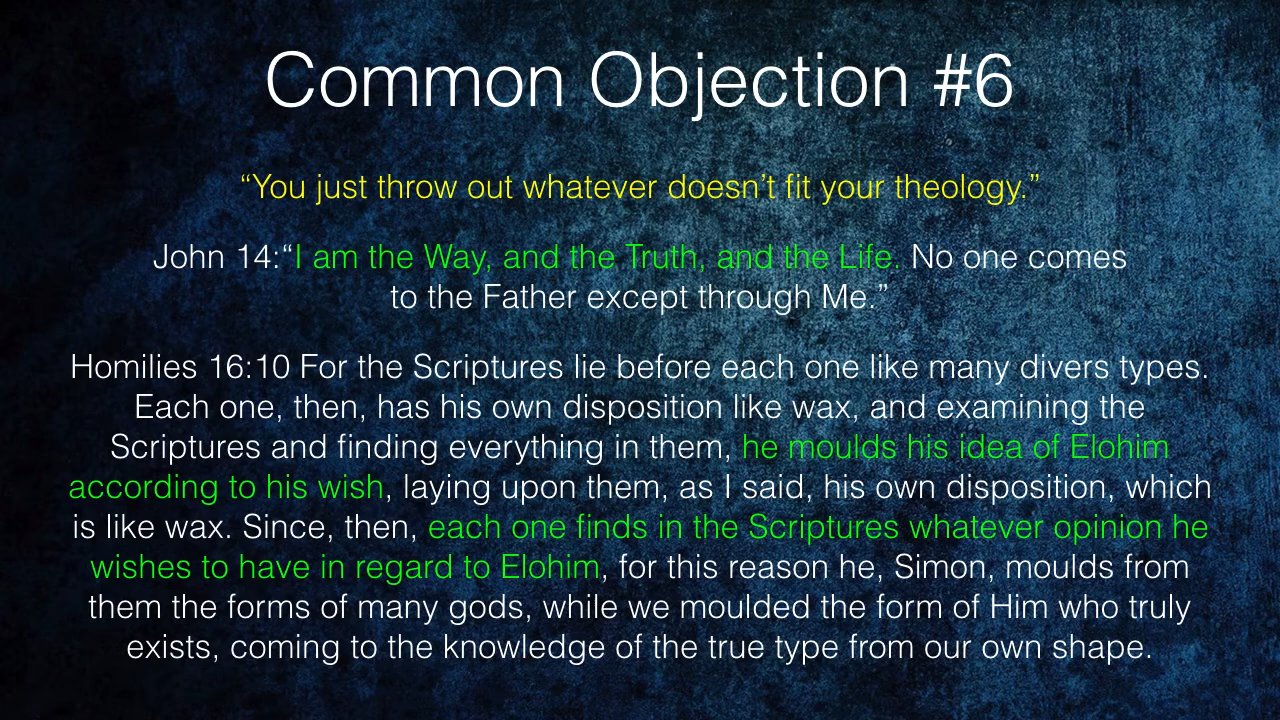 Common Objection #6
“You just throw out whatever doesn’t fit your theology.”
John 14:“I am the Way, and the Truth, and the Life. No one comes
to the Father except through Me.”
Homilies 16:10 For the Scriptures lie before each one like many divers types.
Each one, then, has his own disposition like wax, and examining the
Scriptures and finding everything in them, he moulds his idea of Elohim
according to his wish, laying upon them, as I said, his own disposition, which
is like wax. Since, then, each one finds in the Scriptures whatever opinion he
wishes to have in regard to Elohim, for this reason he, Simon, moulds from
them the forms of many gods, while we moulded the form of Him who truly
exists, coming to the knowledge of the true type from our own shape.